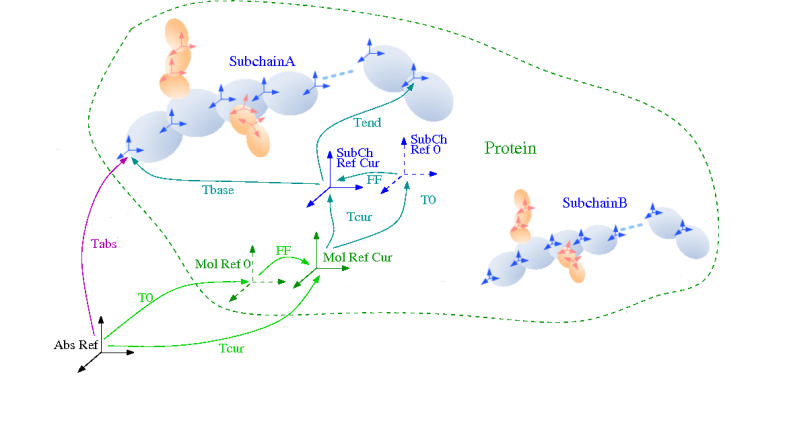 SubchainA
Tend
SubCh
Ref 0
Protein
SubCh
Ref Cur
FF
Tbase
T0
SubchainB
Tcur
Tabs
FF
Mol Ref 0
Mol Ref Cur
T0
Abs Ref
Tcur